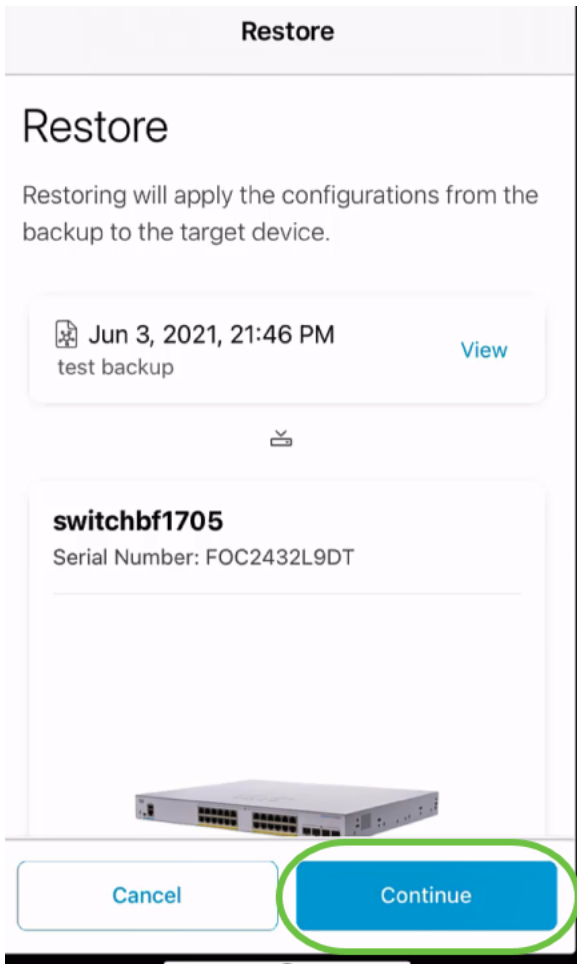 Restore
Restore
Restoring will apply the configurations from the
backup to the target device.
Jun 3, 2021, 21:46 PM
test backup
View
switchbf1705
Serial Number: FOC2432L9DT
Cancel
Continue